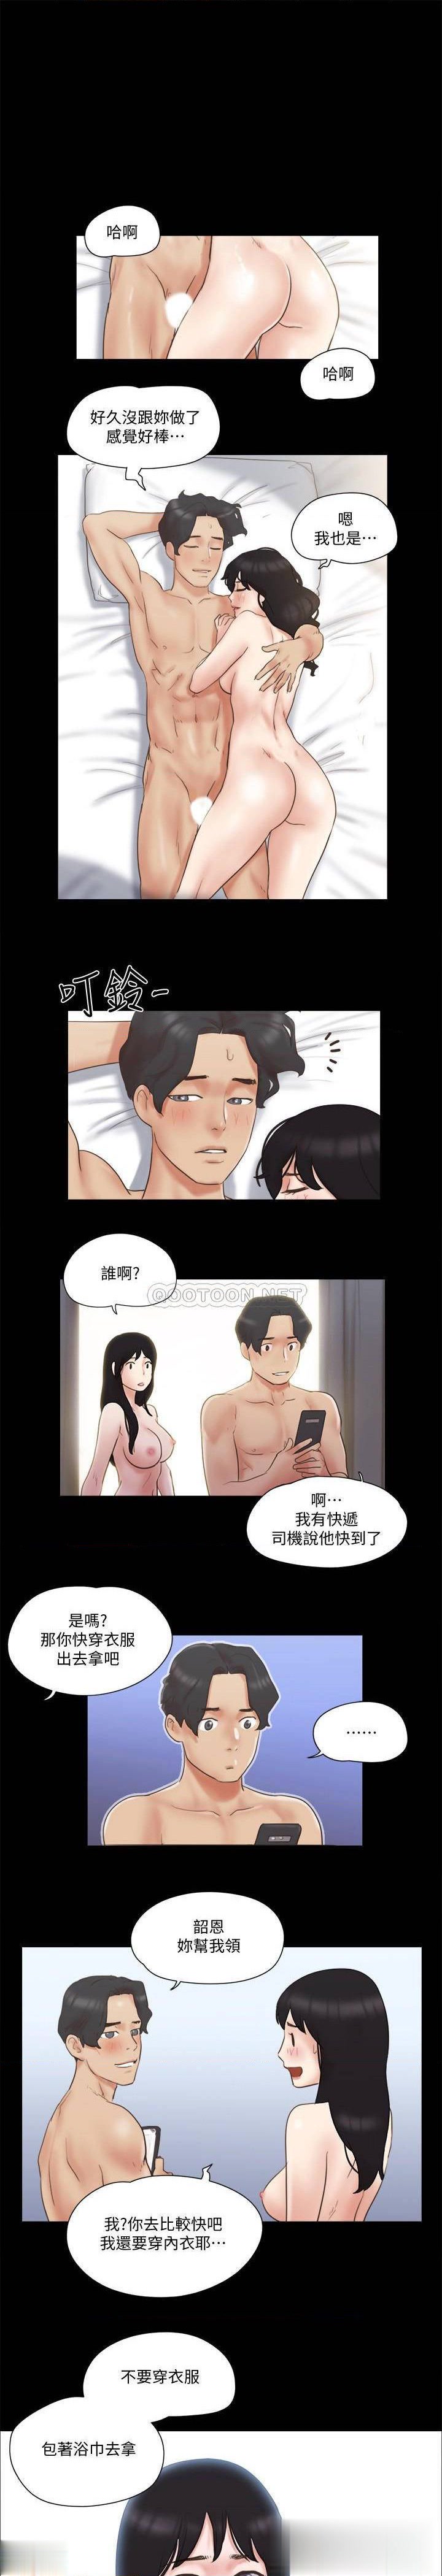 哈啊
哈啊
好久沒跟妳做了
感覺好棒…
嗯
我也是…
叮鈴-
誰啊?
QOOTOON.NET
啊…
我有快遞
司機說他快到了
是嗎?
那你快穿衣服
出去拿吧
……
韶恩
妳幫我領
我?你去比較快吧
我還要穿內衣耶…
不要穿衣服
包著浴巾去拿